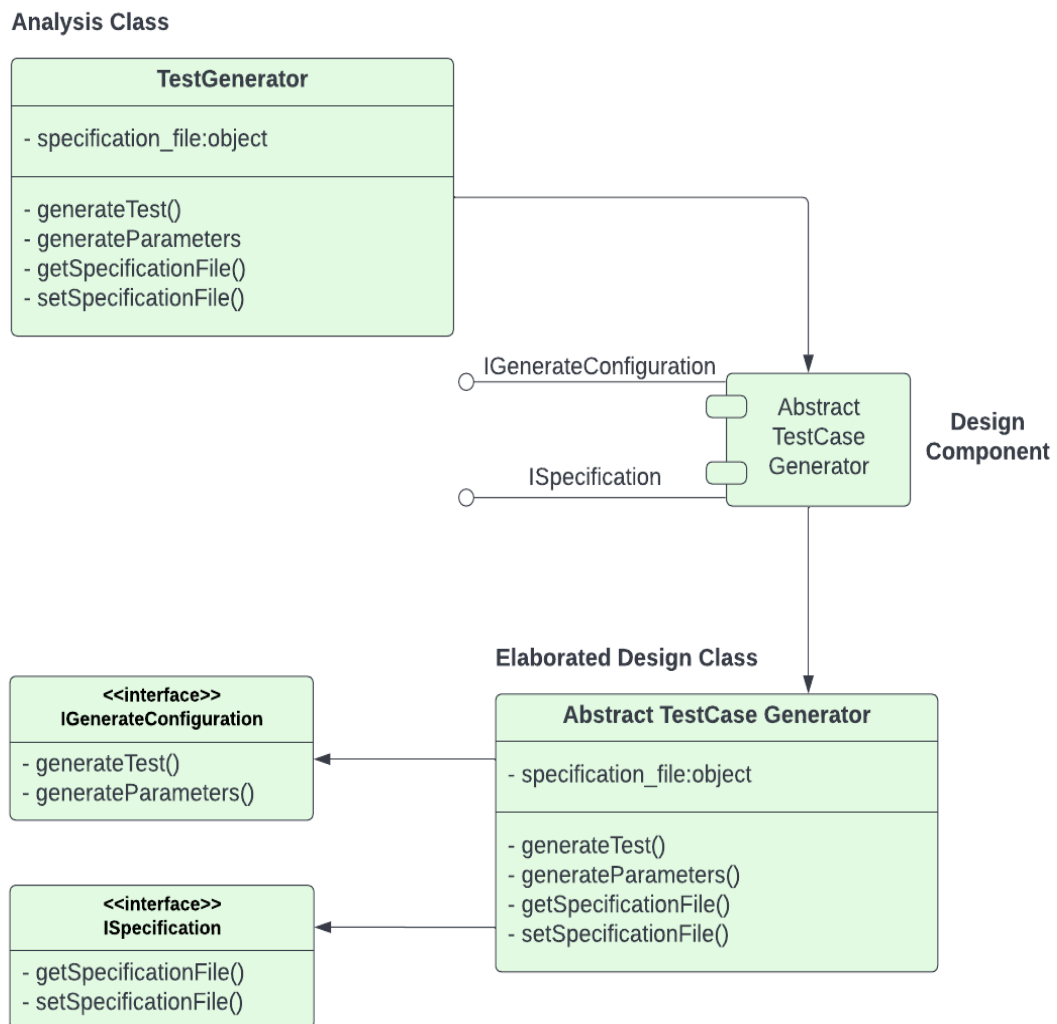 Analysis Class
TestGenerator
- specification_file:object
- generateTest()
- generateParameters
- getSpecificationFile()
- setSpecificationFile()
IGenerateConfiguration
ISpecification
Abstract
TestCase
Generator
Design
Component
Elaborated Design Class
<<interface>>
IGenerateConfiguration
- generateTest()
- generateParameters()
<<interface>>
ISpecification
- getSpecificationFile()
- setSpecificationFile()
Abstract TestCase Generator
- specification_file:object
- generateTest()
- generateParameters()
- getSpecificationFile()
- setSpecificationFile()